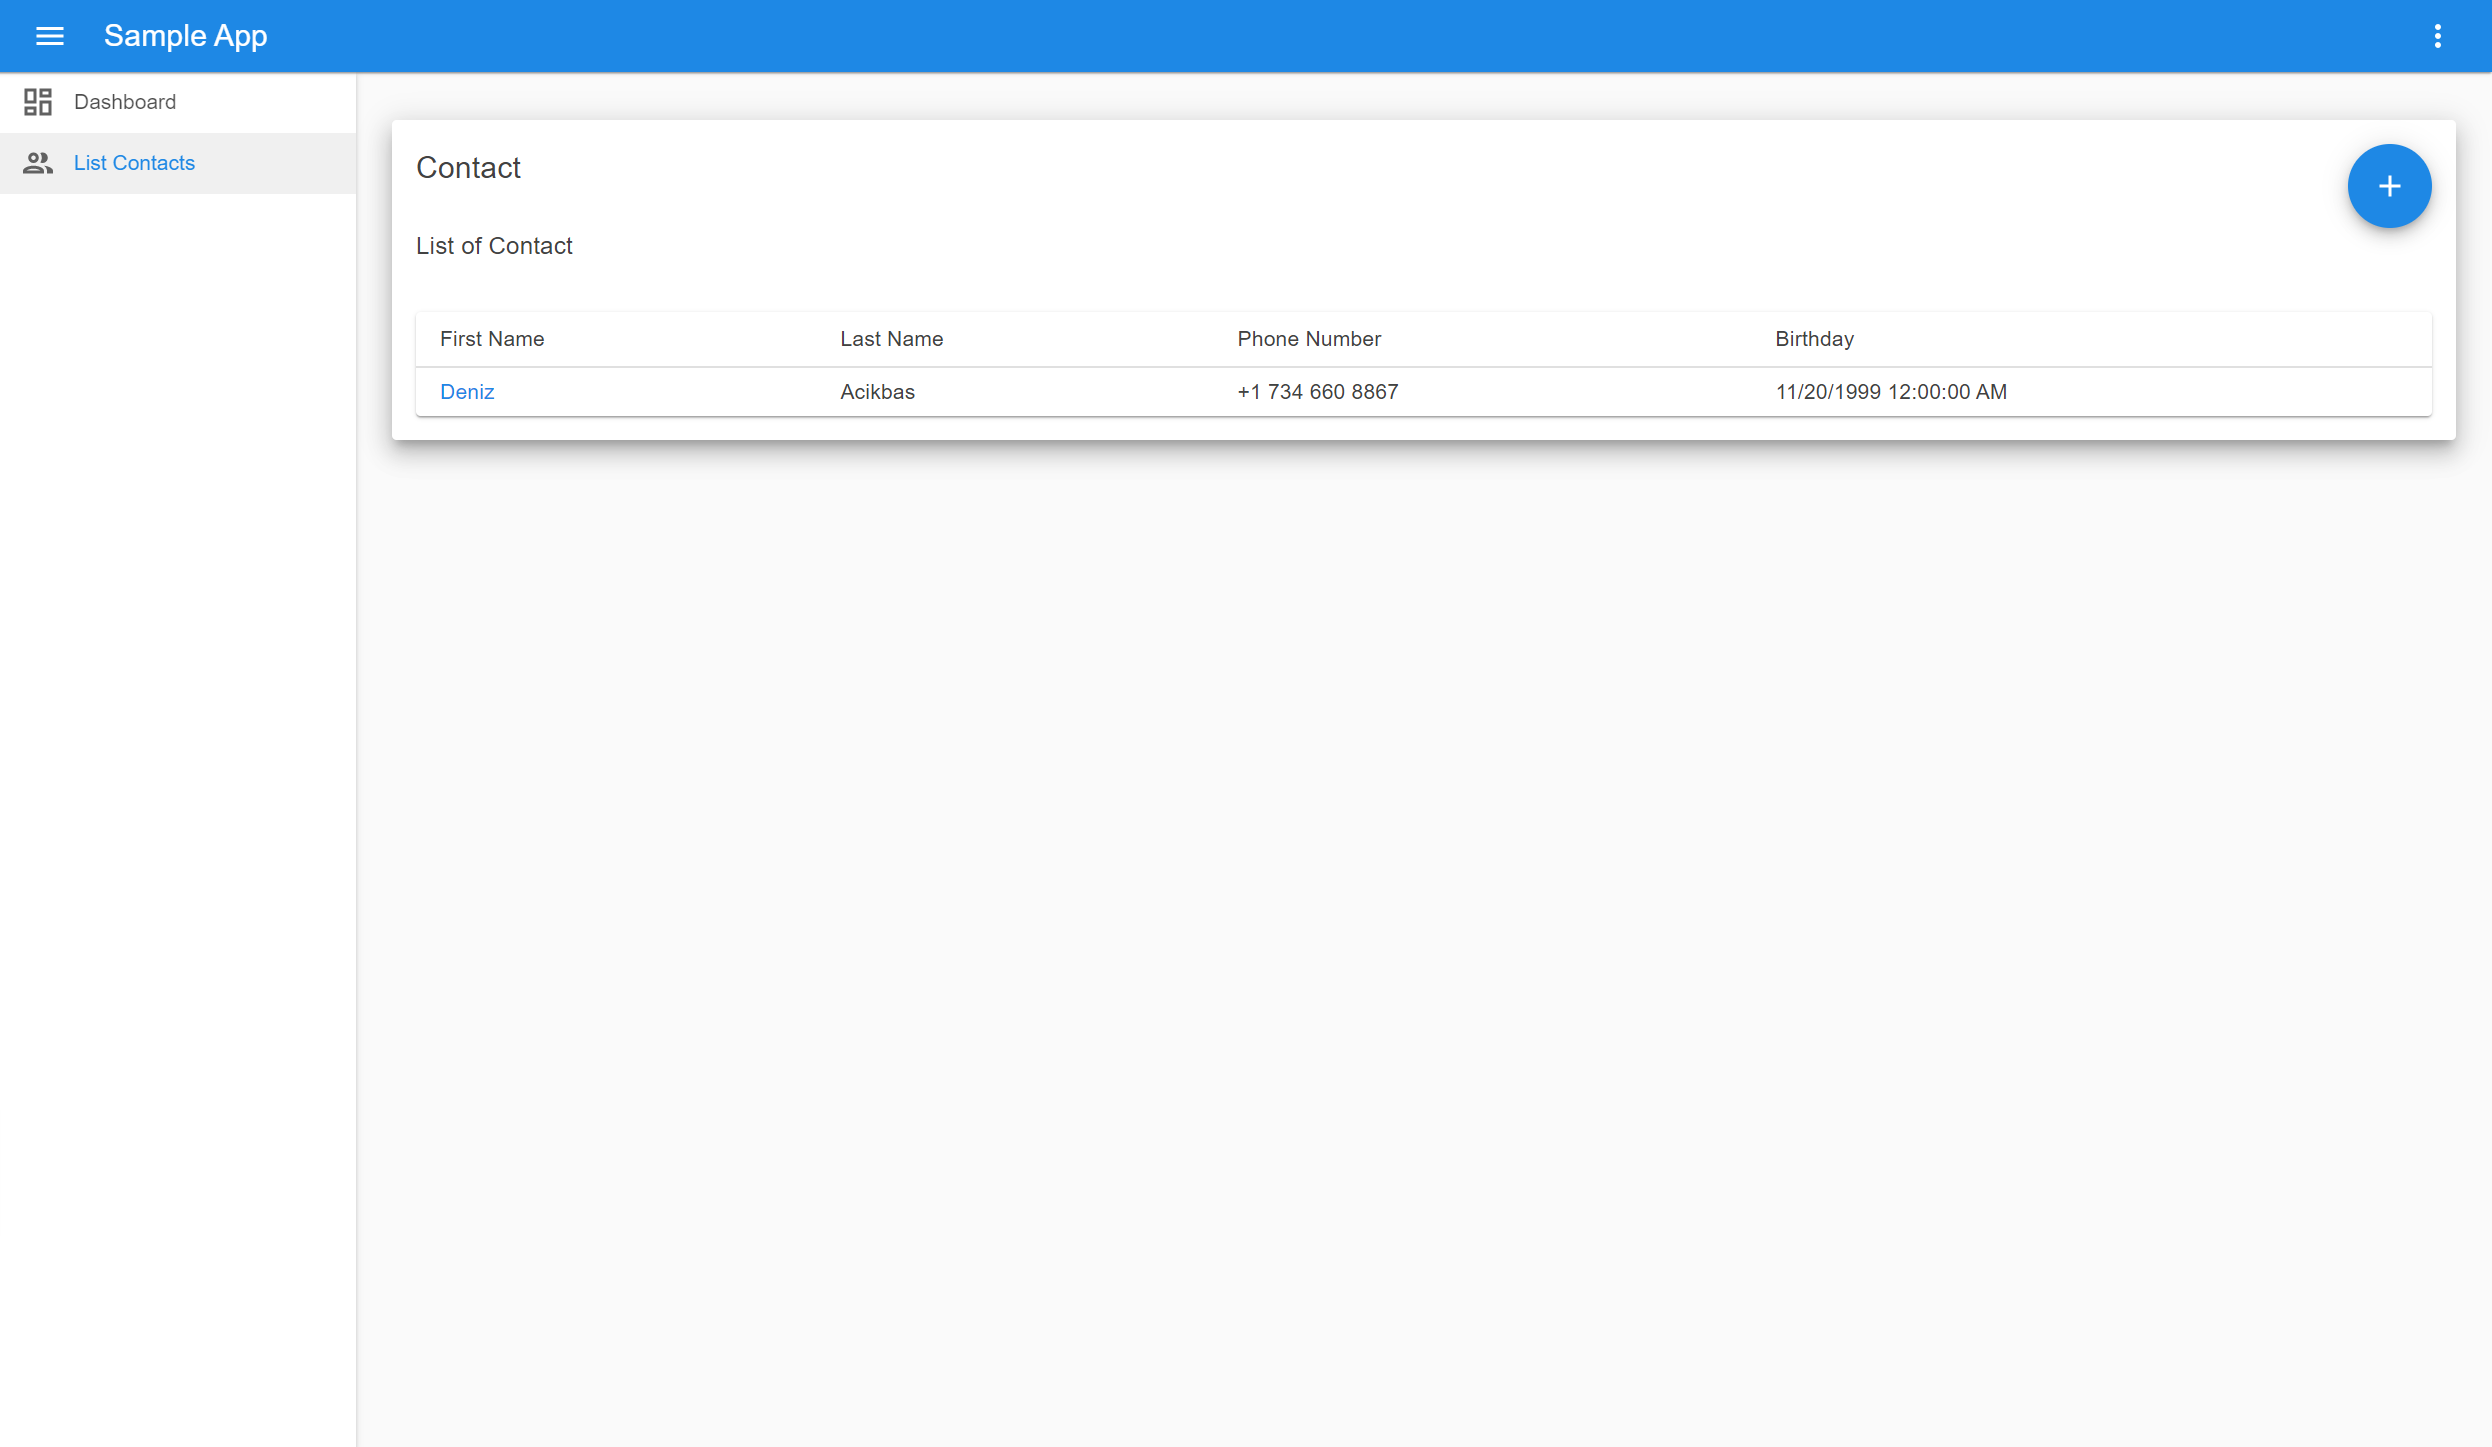 Sample App
Dashboard
List Contacts
Contact
List of Contact
First Name Last Name Phone Number Birthday
Deniz Acikbas +1 734 660 8867 11/20/1999 12:00:00 AM